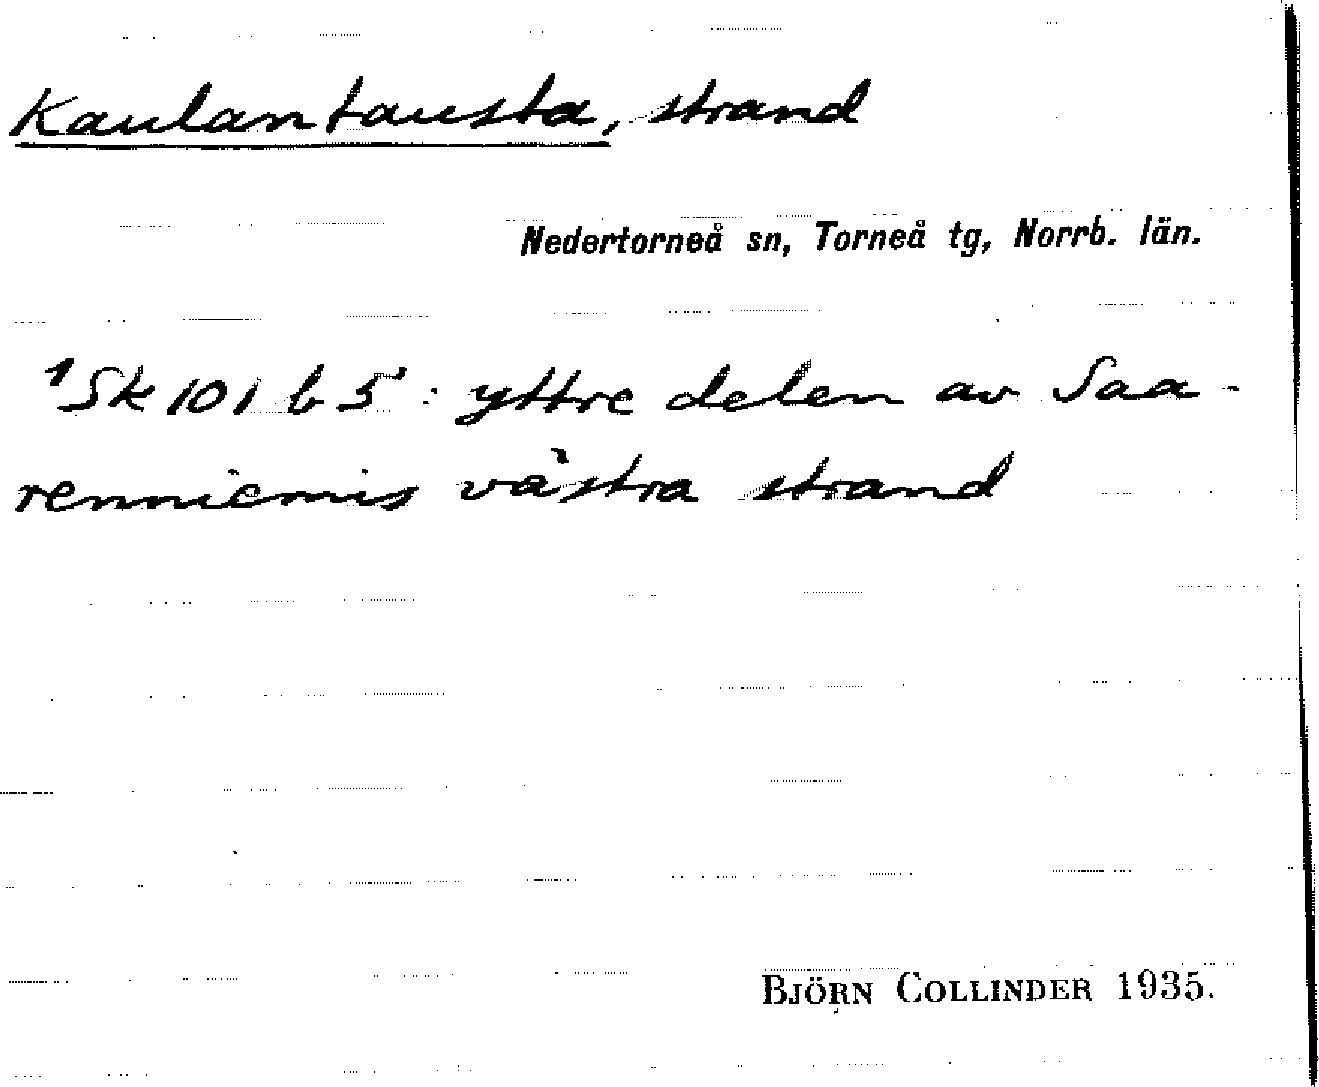 Kaulantausta, strand
Nedertorneå sn, Torneå tg, Norrb. län.
1Sk 101 b 5: yttre delen av Saa-
renniemis västra strand
BJÖRN COLLINDER 1935.